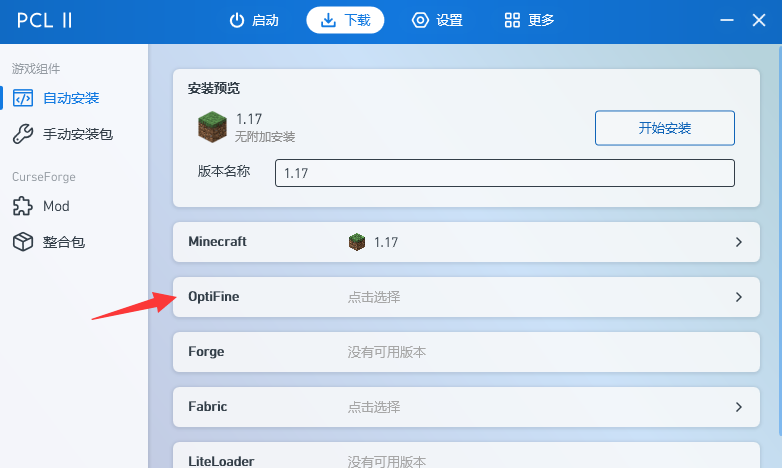 PCL II
启动
下载
设置
更多
游戏组件
自动安装
手动安装包
CurseForge
Mod
整合包
安装预览
1.17
无附加安装
开始安装
版本名称
1.17
Minecraft
1.17
OptiFine
点击选择
Forge
没有可用版本
Fabric
点击选择
LiteLoader
没有可用版本